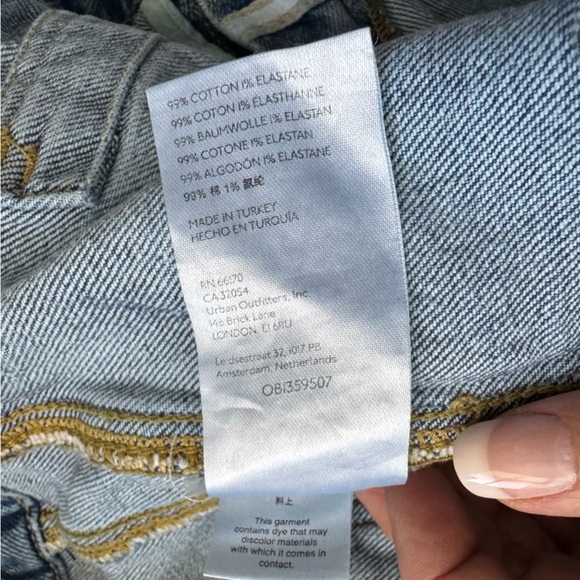 99% COTTON 1% ELASTANE
99% COTON 1% ÉLASTHANNE
99% BAUMWOLLE 1% ELASTAN
99% COTONE 1% ELASTAN
99% ALGODÓN 1% ELASTANE
99% 棉 1% 氨纶
MADE IN TURKEY
HECHO EN TURQUÍA
RN 66170
CA 32054
Urban Outfitters, Inc
146 Brick Lane
LONDON, E1 6RU
Leidsestraat 32, 1017 PB
Amsterdam, Netherlands
OB1359507
料上
This garment
contains dye that may
discolor materials
with which it comes in
contact.